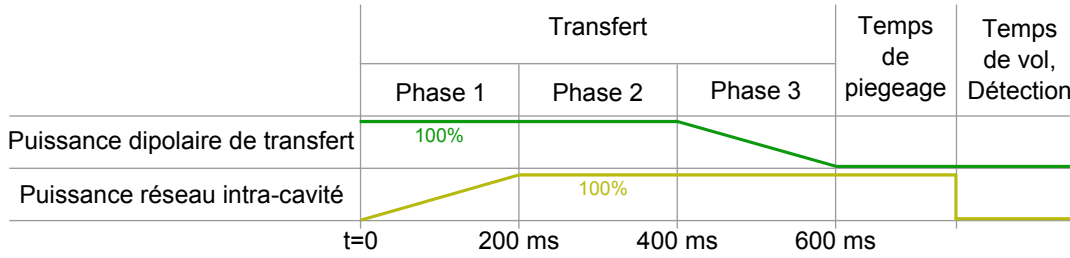 Transfert
Temps
de
piegeage
Temps
de vol,
Détection
Phase 1
Phase 2
Phase 3
Puissance dipolaire de transfert
100%
Puissance réseau intra-cavité
100%
t=0
200 ms
400 ms
600 ms